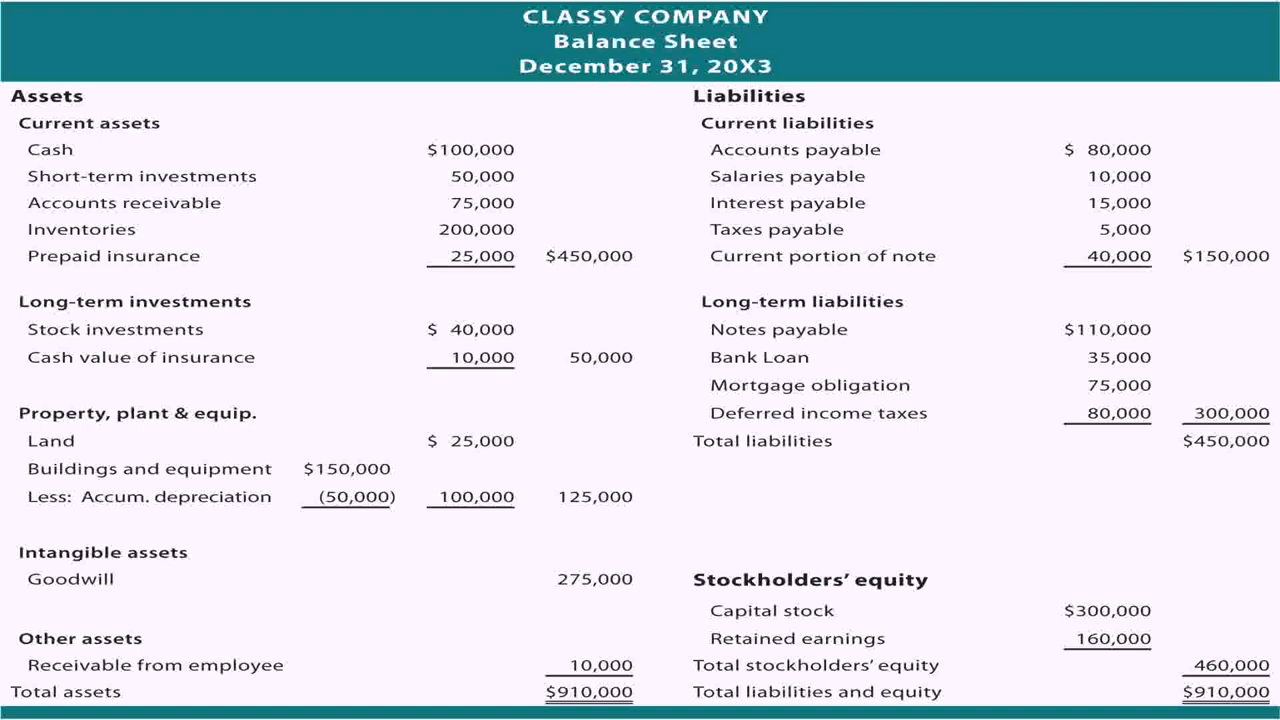 CLASSY COMPANY
Balance Sheet
December 31, 20X3
Assets
Current assets
Cash $100,000
Short-term investments 50,000
Accounts receivable 75,000
Inventories 200,000
Prepaid insurance 25,000 $450,000
Long-term investments
Stock investments $ 40,000
Cash value of insurance 10,000 50,000
Property, plant & equip.
Land $ 25,000
Buildings and equipment $150,000
Less: Accum. depreciation (50,000) 100,000 125,000
Intangible assets
Goodwill 275,000
Other assets
Receivable from employee 10,000
Total assets $910,000
Liabilities
Current liabilities
Accounts payable $ 80,000
Salaries payable 10,000
Interest payable 15,000
Taxes payable 5,000
Current portion of note 40,000 $150,000
Long-term liabilities
Notes payable $110,000
Bank Loan 35,000
Mortgage obligation 75,000
Deferred income taxes 80,000 300,000
Total liabilities $450,000
Stockholders’ equity
Capital stock $300,000
Retained earnings 160,000
Total stockholders’ equity 460,000
Total liabilities and equity $910,000